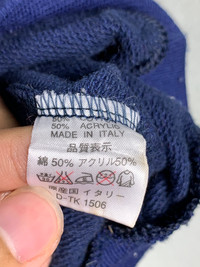 50% ACRYLIC
MADE IN ITALY
品質表示
綿 50% アクリル50%
原産国 イタリー
D-TK 1506